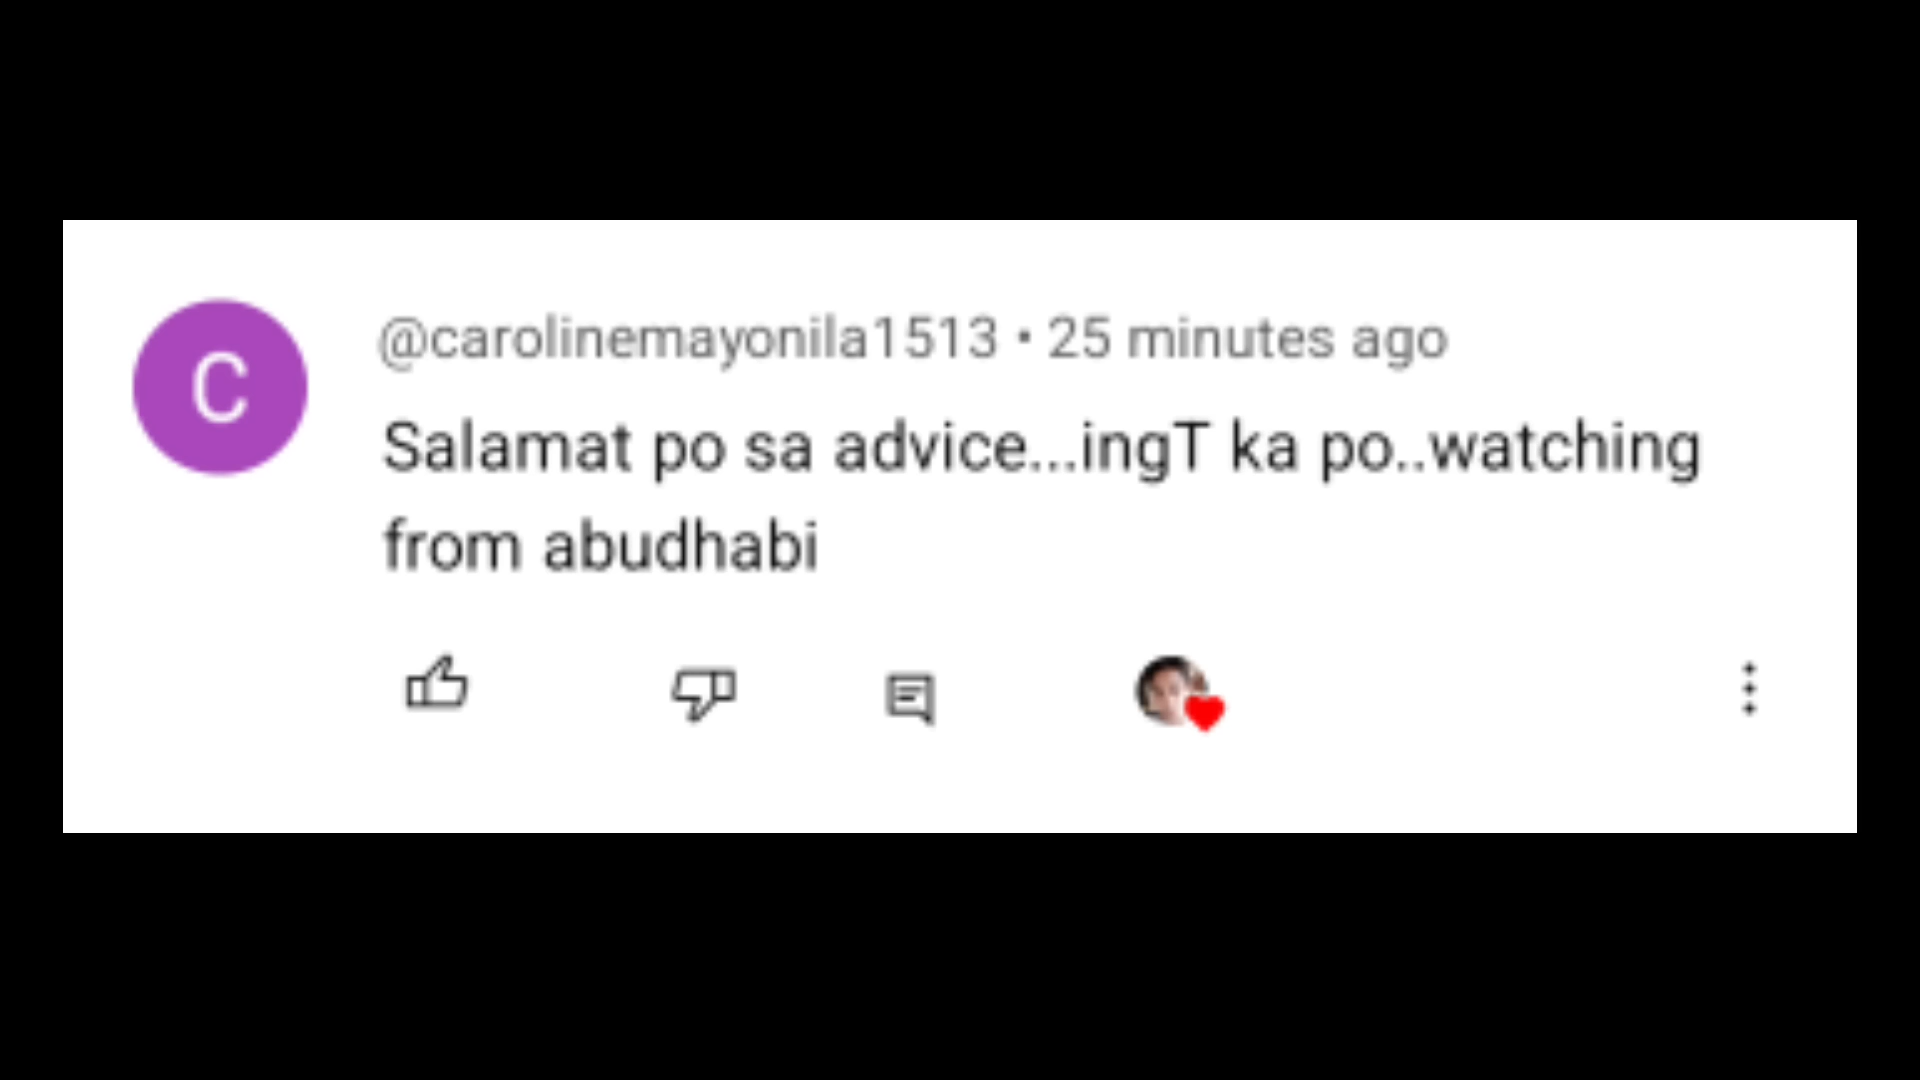 C
@carolinemayonila1513 • 25 minutes ago
Salamat po sa advice...ingT ka po..watching
from abudhabi